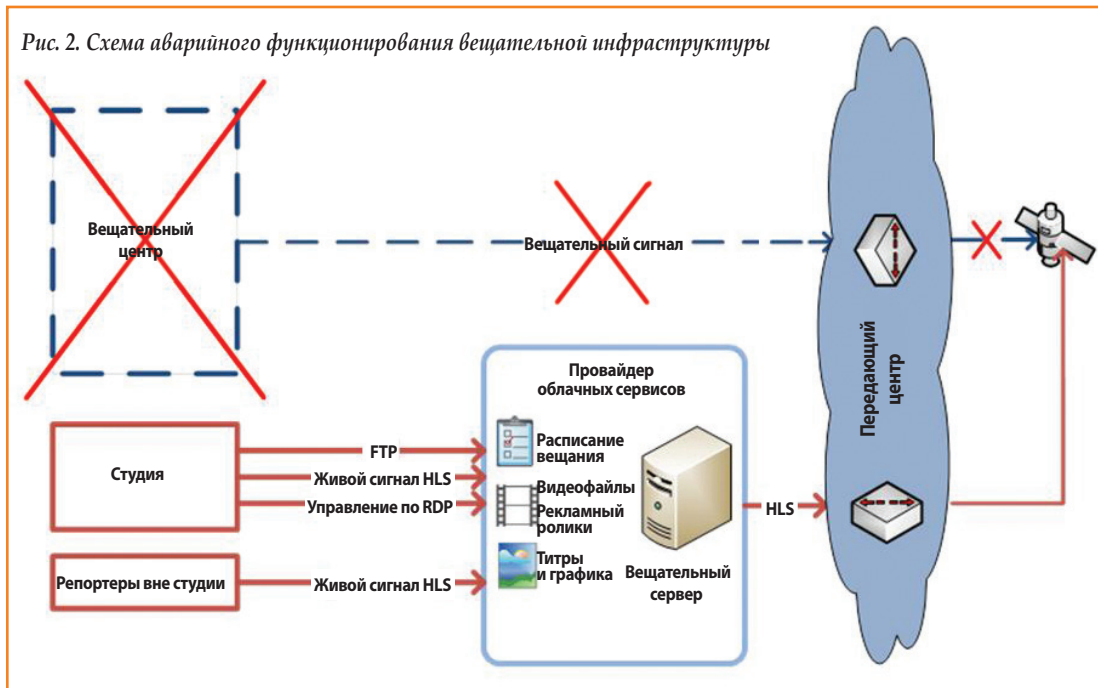 Рис. 2. Схема аварийного функционирования вещательной инфраструктуры
Вещательный
центр
Вещательный сигнал
Передающий
центр
Провайдер
облачных сервисов
Студия
FTP
Живой сигнал HLS
Управление по RDP
Расписание
вещания
Видеофайлы
Рекламный
ролики
Титры
и графика
Вещательный
сервер
HLS
Репортеры вне студии
Живой сигнал HLS